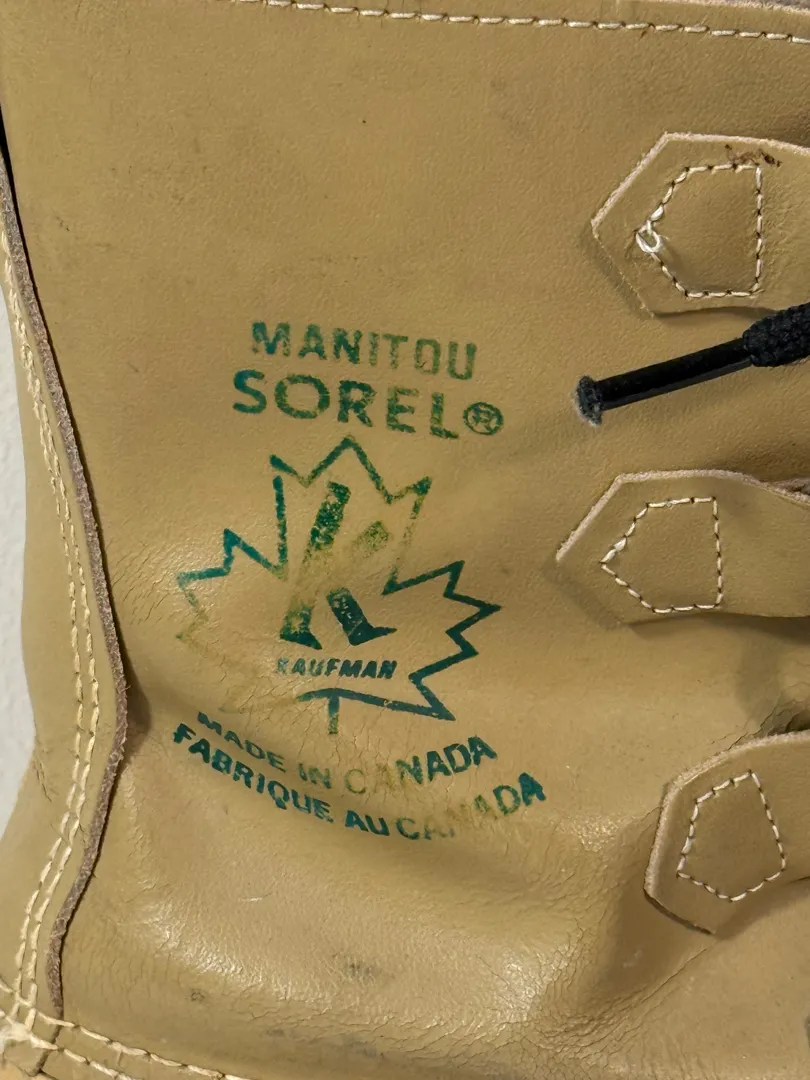 MANITOU
SOREL®
K
KAUFMAN
MADE IN CANADA
FABRIQUE AU CANADA